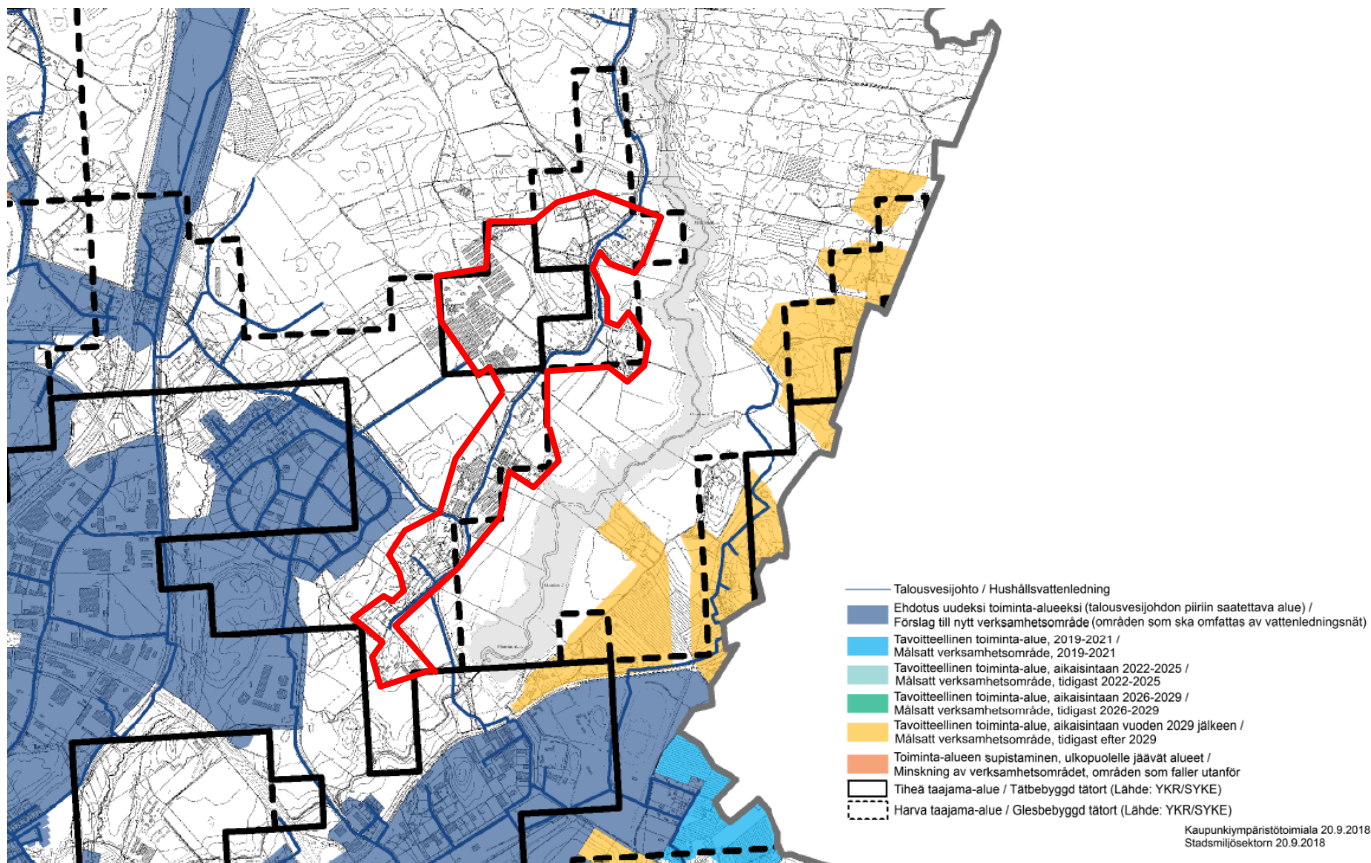 Talousvesijohto / Hushållsvattenledning
Ehdotus uudeksi toiminta-alueeksi (talousvesijohdon piiriin saatettava alue) /
Förslag till nytt verksamhetsområde (områden som ska omfattas av vattenledningsnät)
Tavoitteellinen toiminta-alue, 2019-2021 /
Målsatt verksamhetsområde, 2019-2021
Tavoitteellinen toiminta-alue, aikaisintaan 2022-2025 /
Målsatt verksamhetsområde, tidigast 2022-2025
Tavoitteellinen toiminta-alue, aikaisintaan 2026-2029 /
Målsatt verksamhetsområde, tidigast 2026-2029
Tavoitteellinen toiminta-alue, aikaisintaan vuoden 2029 jälkeen /
Målsatt verksamhetsområde, tidigast efter 2029
Toiminta-alueen supistaminen, ulkopuolelle jäävät alueet /
Minskning av verksamhetsområdet, områden som faller utanför
Tiheä taajama-alue / Tätbebyggd tätort (Lähde: YKR/SYKE)
Harva taajama-alue / Glesbebyggd tätort (Lähde: YKR/SYKE)
Kaupunkiympäristötoimiala 20.9.2018
Stadsmiljösektorn 20.9.2018